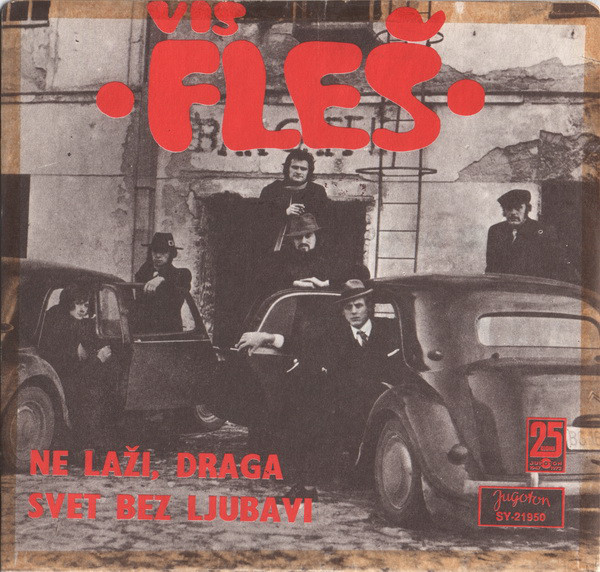 VIS
•FLEŠ•
NE LAŽI, DRAGA
SVET BEZ LJUBAVI
25
Jugoton
SY-21950